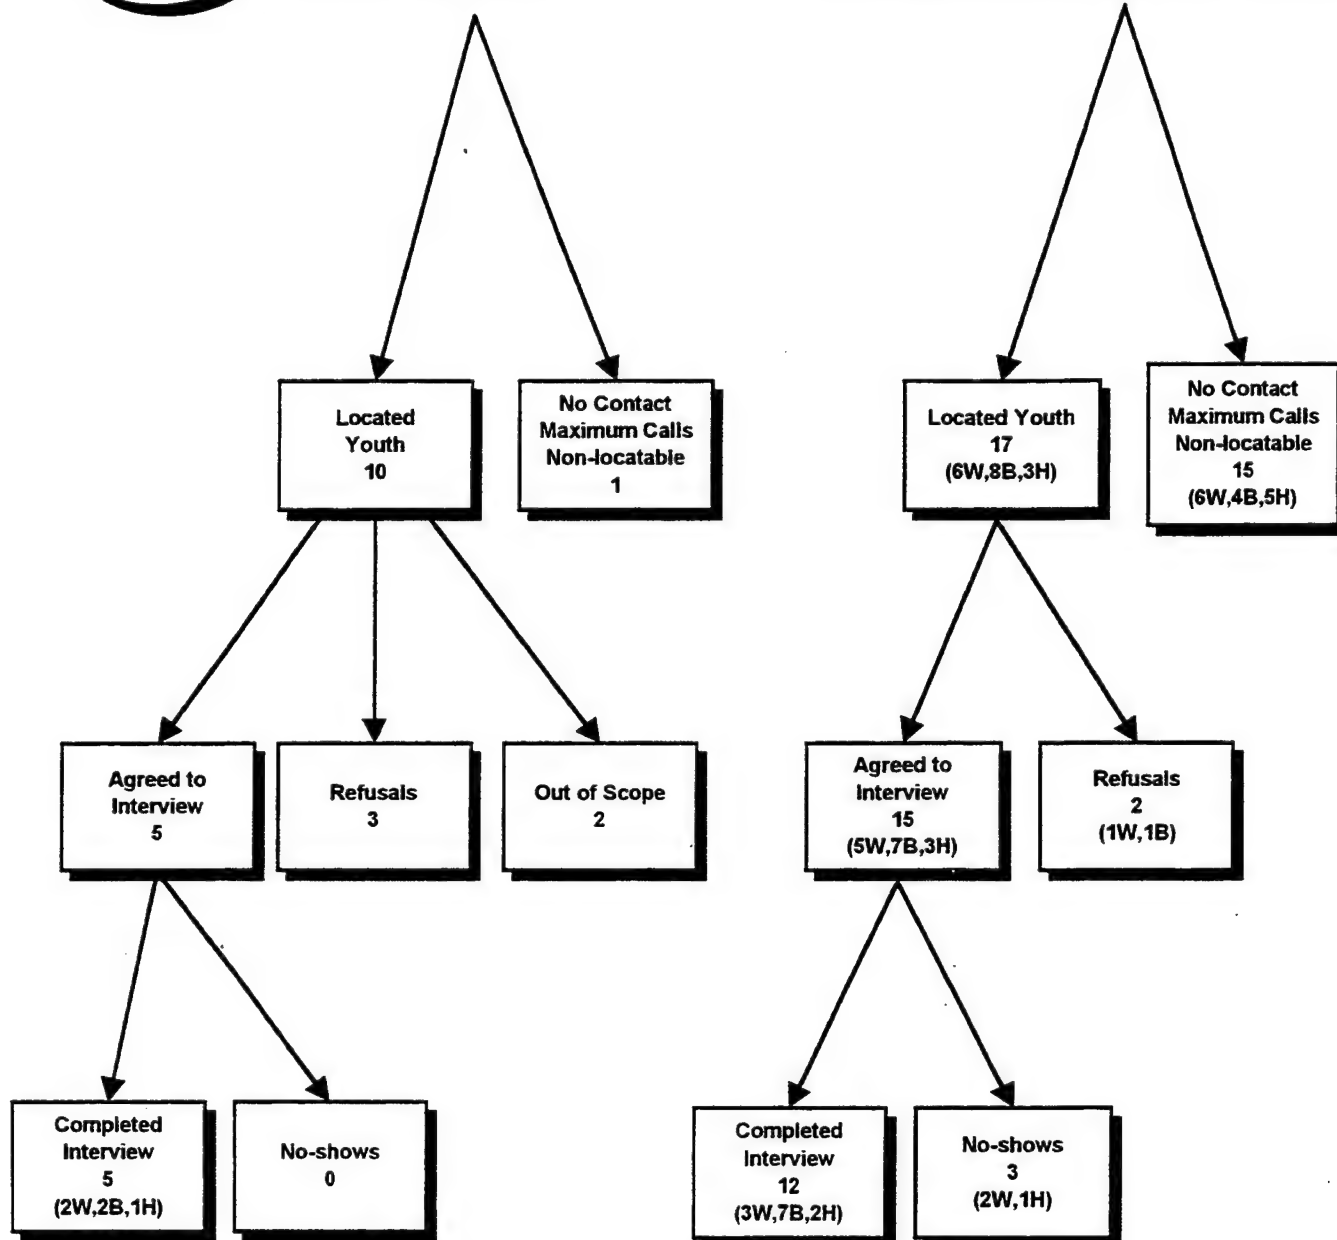 Located
Youth
10
No Contact
Maximum Calls
Non-locatable
1
Located Youth
17
(6W,8B,3H)
No Contact
Maximum Calls
Non-locatable
15
(6W,4B,5H)
Agreed to
Interview
5
Refusals
3
Out of Scope
2
Agreed to
Interview
15
(5W,7B,3H)
Refusals
2
(1W,1B)
Completed
Interview
5
(2W,2B,1H)
No-shows
0
Completed
Interview
12
(3W,7B,2H)
No-shows
3
(2W,1H)